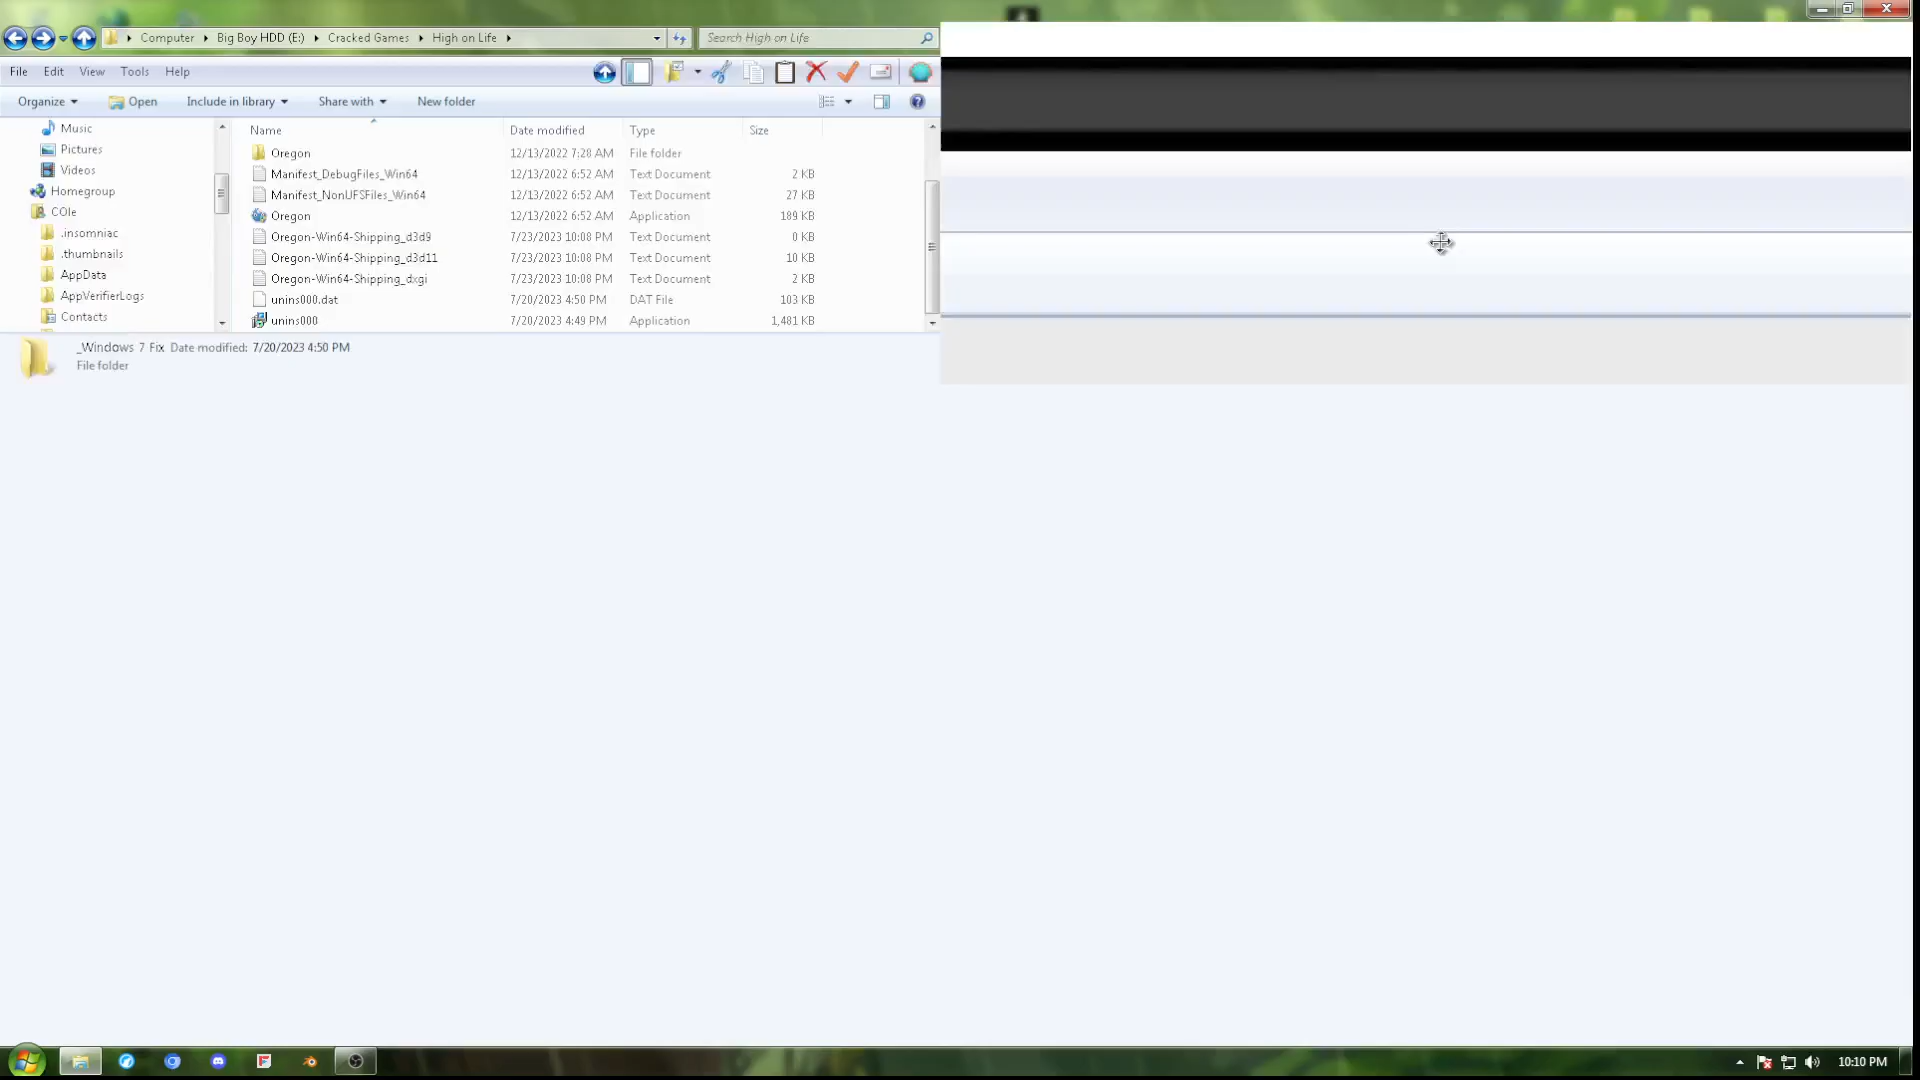 Computer Big Boy HDD (E:) Cracked Games High on Life Search High on Life
File Edit View Tools Help
Organize Open Include in library Share with New folder
Music
Pictures
Videos
Homegroup
COle
.insomniac
.thumbnails
AppData
AppVerifierLogs
Contacts
Name Date modified Type Size
Oregon 12/13/2022 7:28 AM File folder
Manifest_DebugFiles_Win64 12/13/2022 6:52 AM Text Document 2 KB
Manifest_NonUFSFiles_Win64 12/13/2022 6:52 AM Text Document 27 KB
Oregon 12/13/2022 6:52 AM Application 189 KB
Oregon-Win64-Shipping_d3d9 7/23/2023 10:08 PM Text Document 0 KB
Oregon-Win64-Shipping_d3d11 7/23/2023 10:08 PM Text Document 10 KB
Oregon-Win64-Shipping_dxgi 7/23/2023 10:08 PM Text Document 2 KB
unins000.dat 7/20/2023 4:50 PM DAT File 103 KB
unins000 7/20/2023 4:49 PM Application 1,481 KB
_Windows 7 Fix Date modified: 7/20/2023 4:50 PM
File folder
10:10 PM